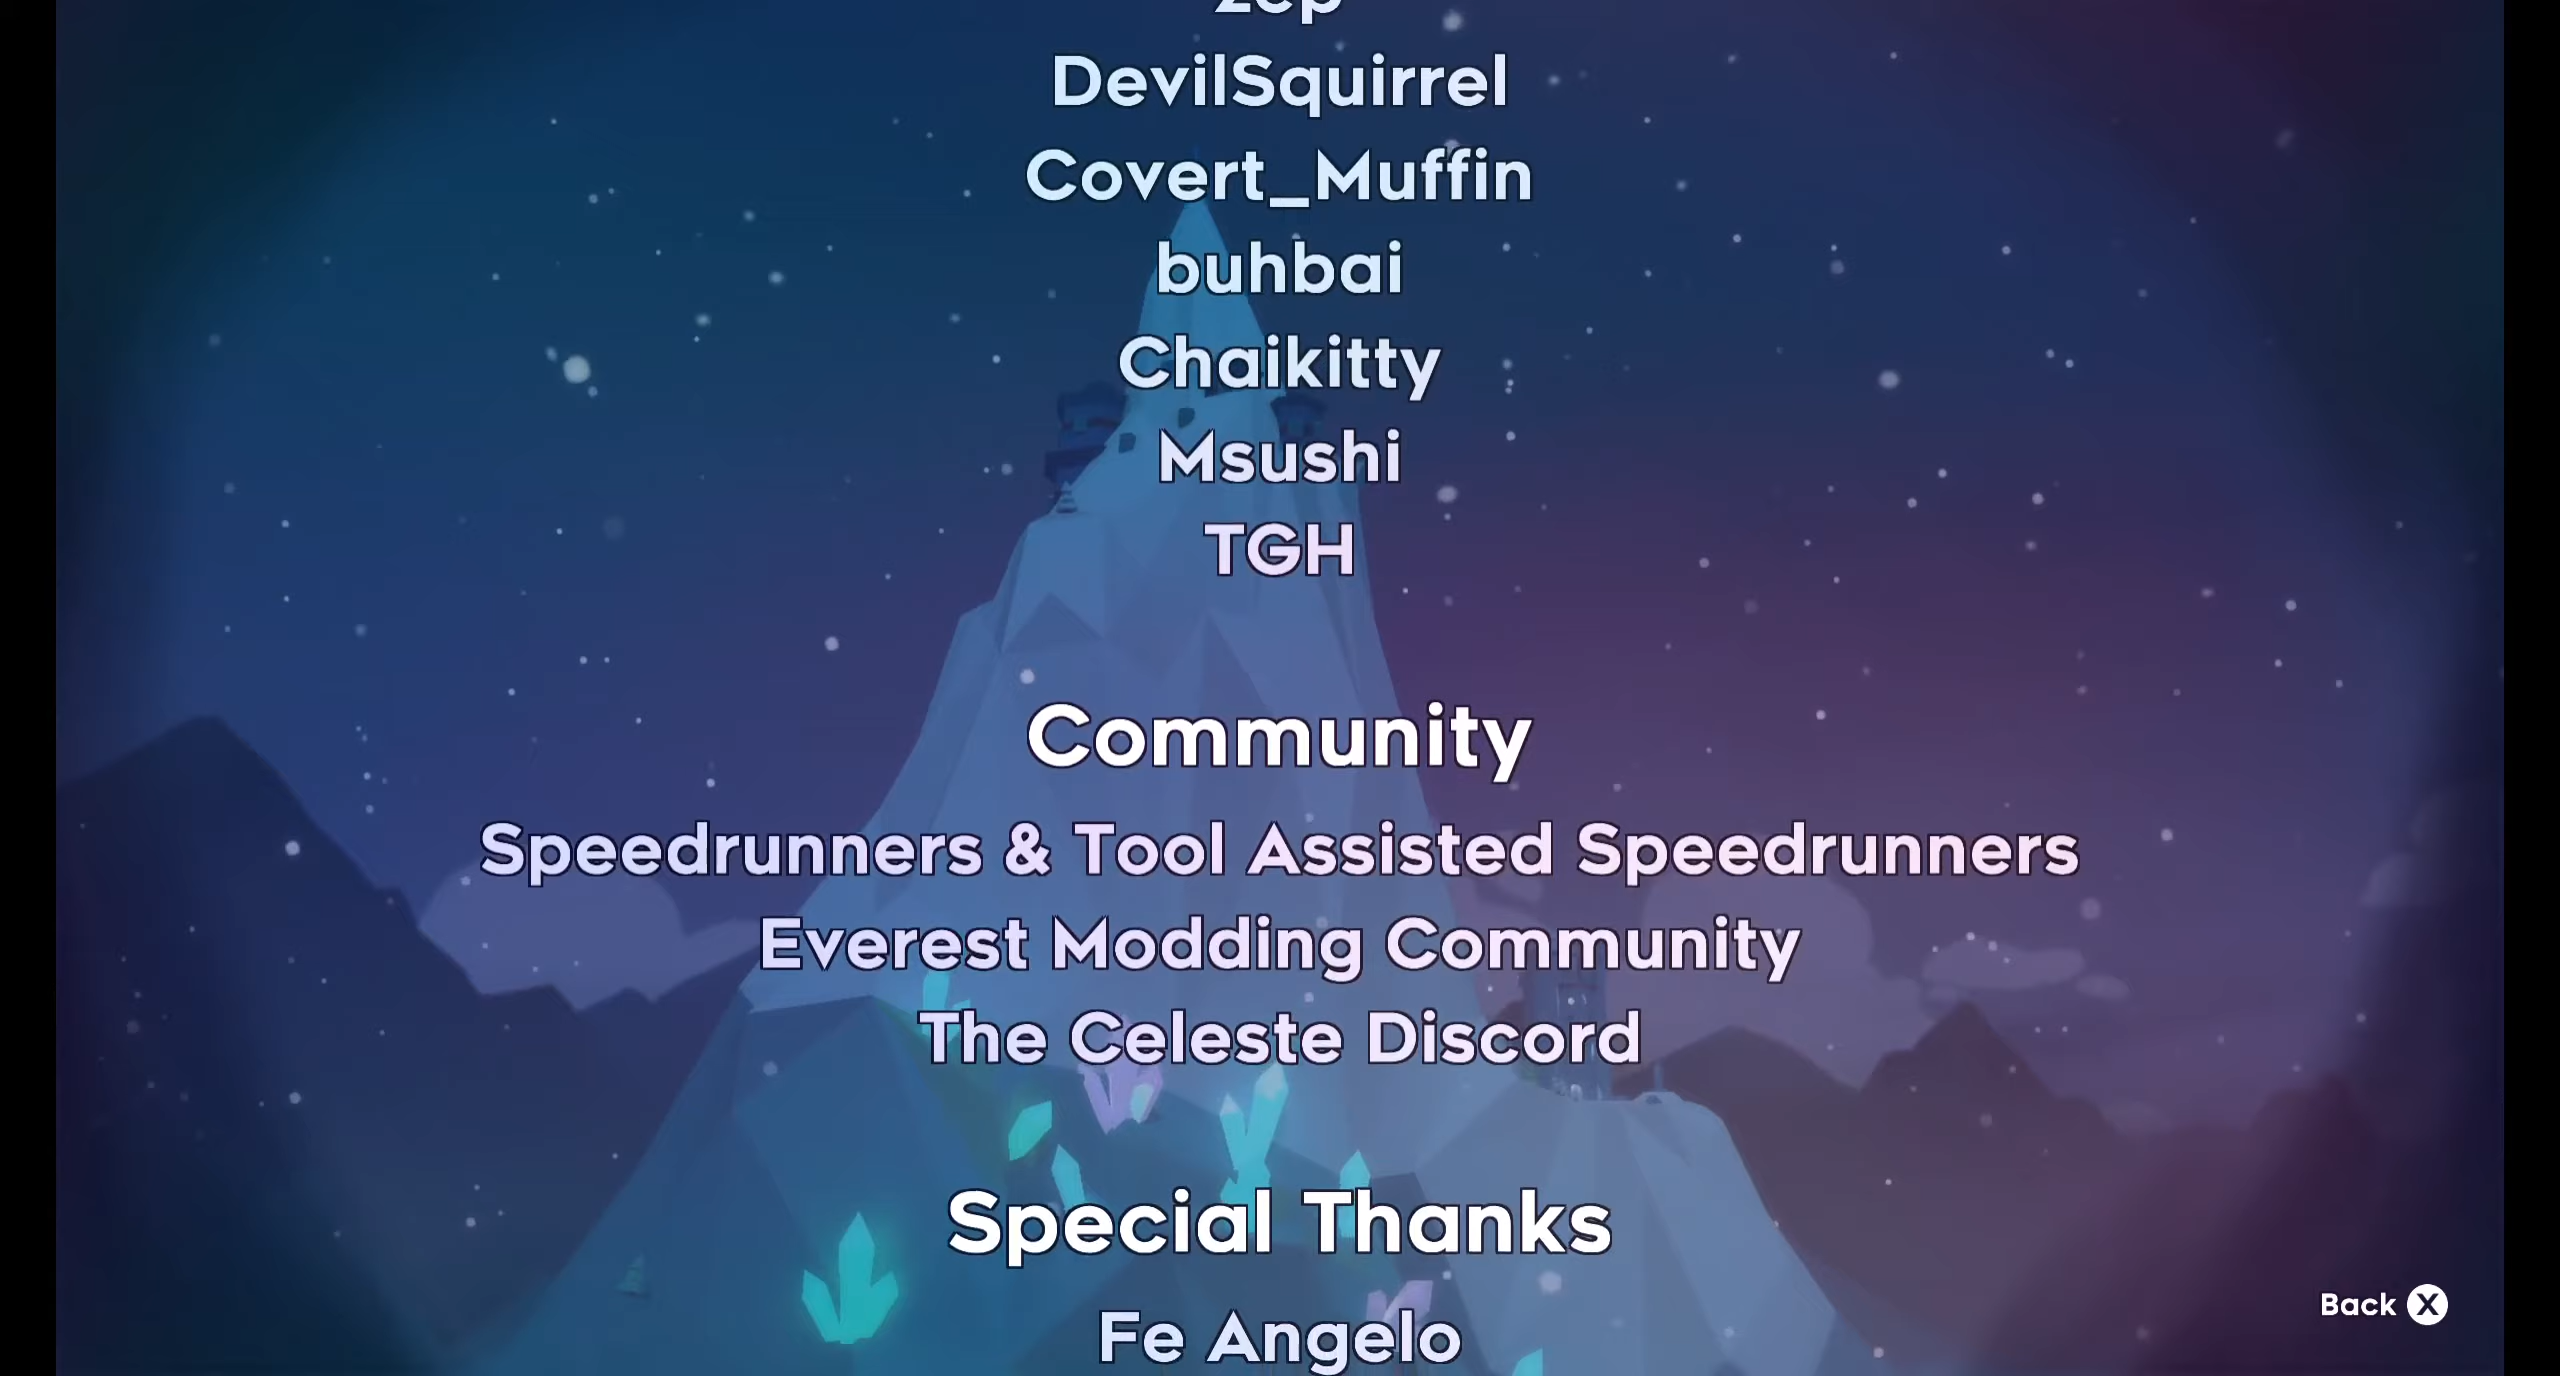 zep
DevilSquirrel
Covert_Muffin
buhbai
Chaikitty
Msushi
TGH
Community
Speedrunners & Tool Assisted Speedrunners
Everest Modding Community
The Celeste Discord
Special Thanks
Fe Angelo
Back X